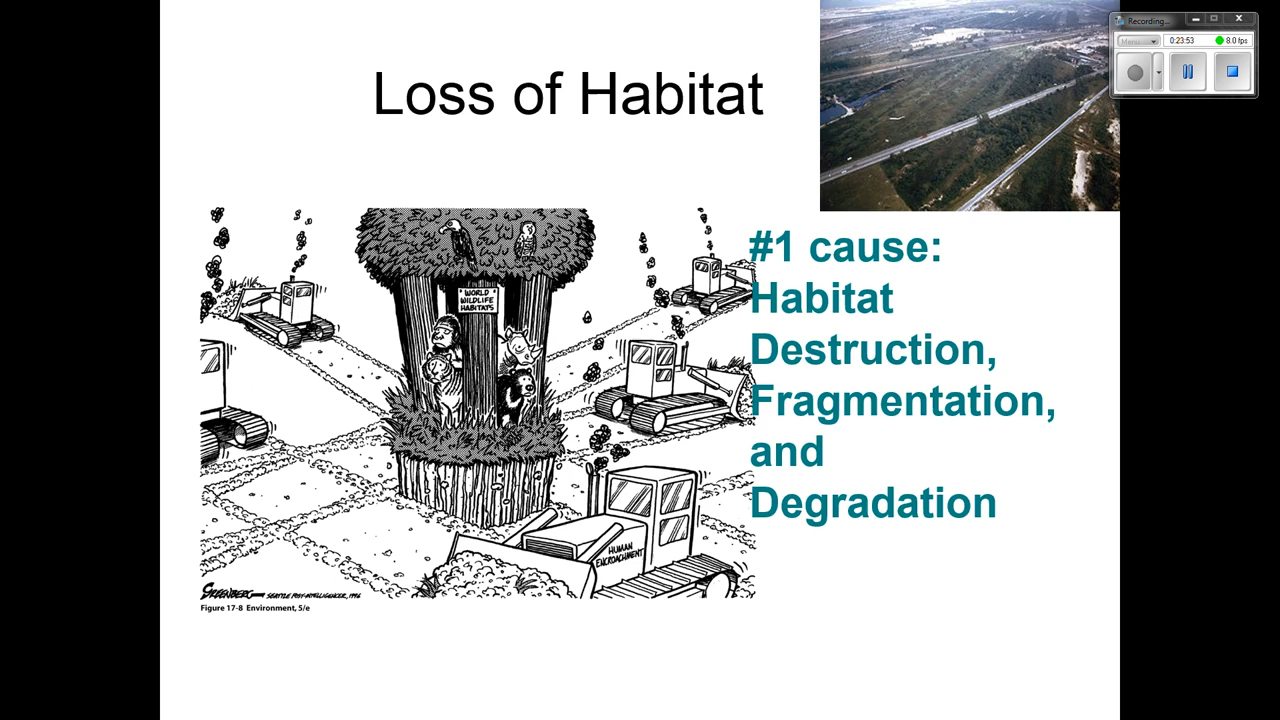 Recording...
Menu
0:23:53
8.0 fps
Loss of Habitat
#1 cause:
Habitat
Destruction,
Fragmentation,
and
Degradation
"WORLD
WILDLIFE
HABITATS"
HUMAN
ENCROACHMENT
GREENBERG— SEATTLE POST-INTELLIGENCER, 1996
Figure 17-8 Environment, 5/e